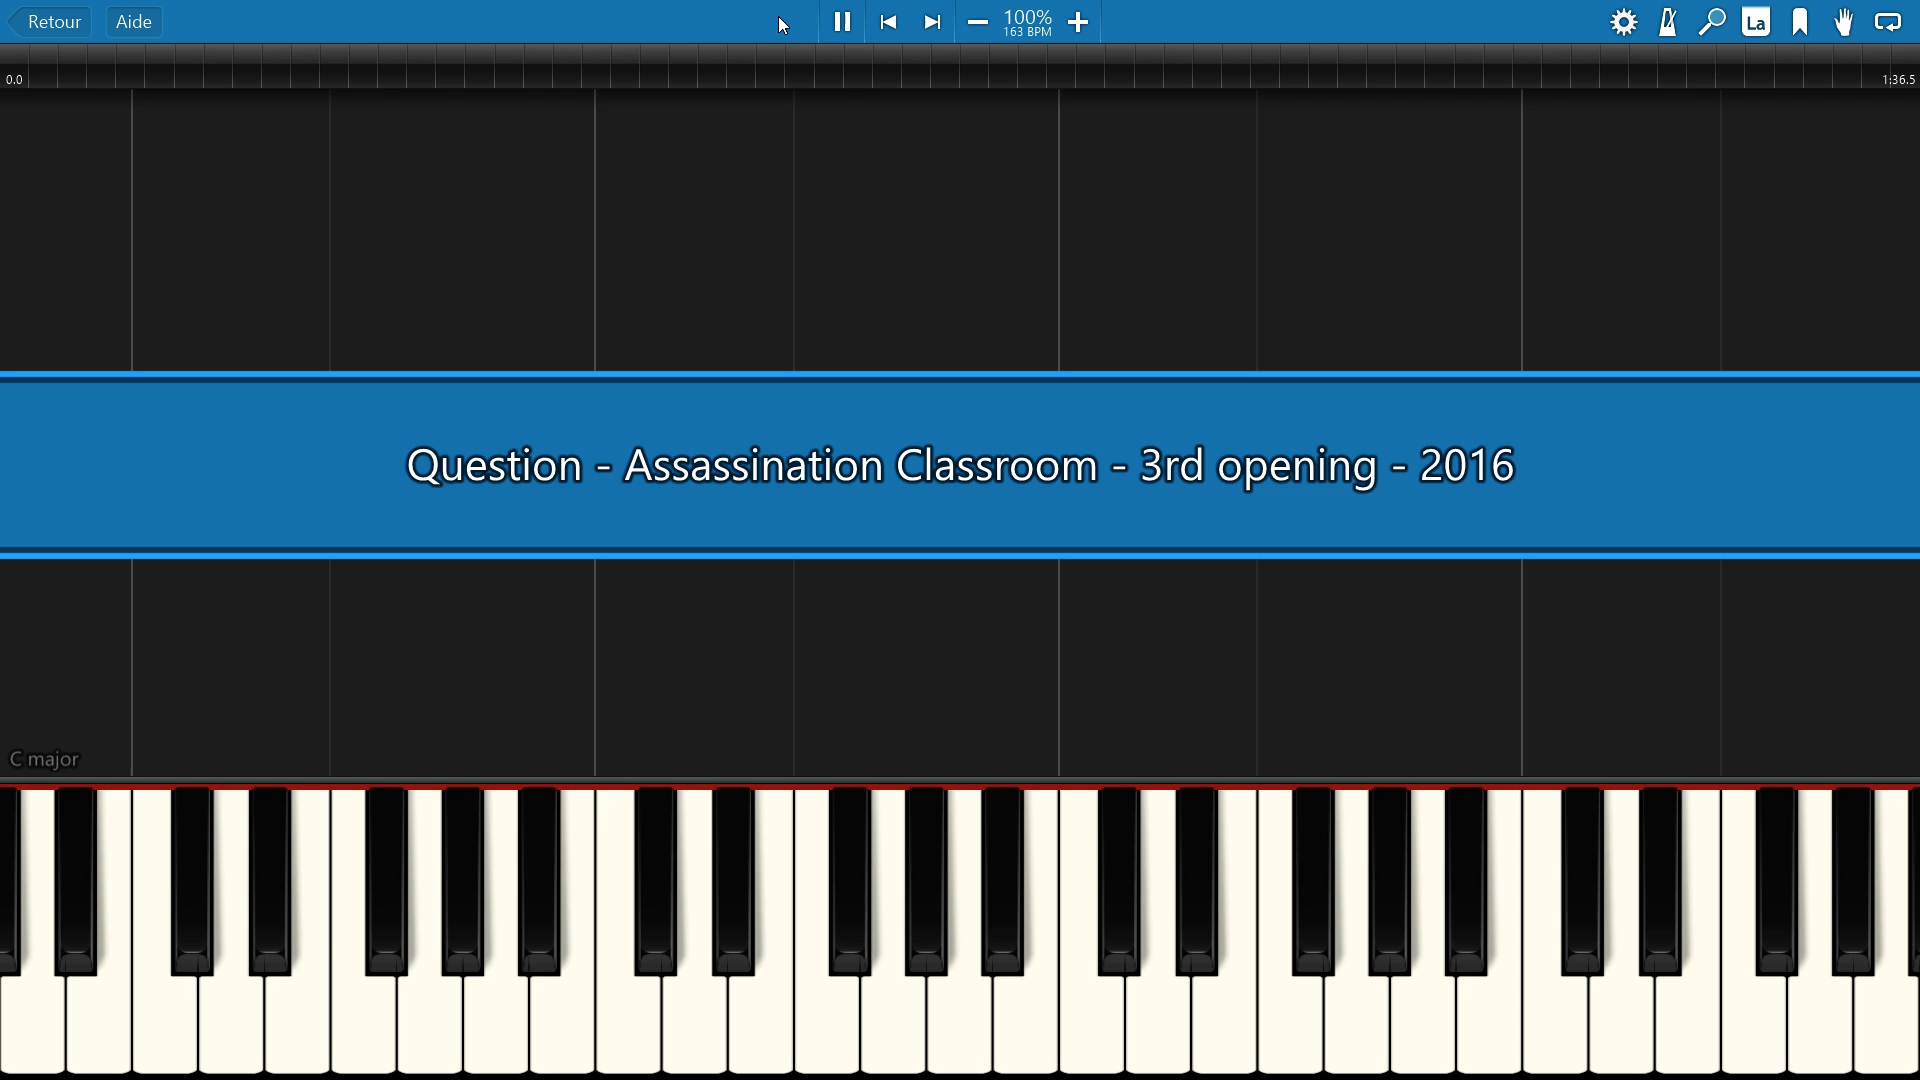 Retour
Aide
100%
163 BPM
La
0.0
1:36.5
Question - Assassination Classroom - 3rd opening - 2016
C major